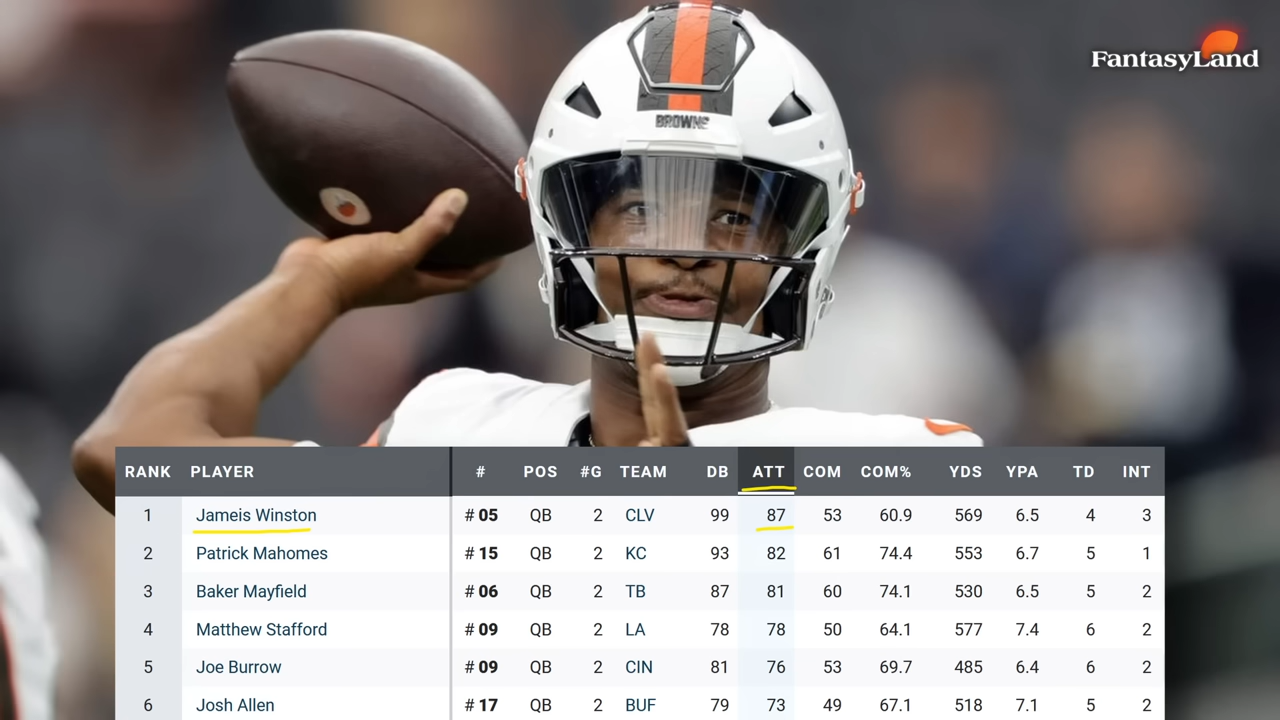 FantasyLand
BROWNS
RANK PLAYER # POS #G TEAM DB ATT COM COM% YDS YPA TD INT
1 Jameis Winston #05 QB 2 CLV 99 87 53 60.9 569 6.5 4 3
2 Patrick Mahomes #15 QB 2 KC 93 82 61 74.4 553 6.7 5 1
3 Baker Mayfield #06 QB 2 TB 87 81 60 74.1 530 6.5 5 2
4 Matthew Stafford #09 QB 2 LA 78 78 50 64.1 577 7.4 6 2
5 Joe Burrow #09 QB 2 CIN 81 76 53 69.7 485 6.4 6 2
6 Josh Allen #17 QB 2 BUF 79 73 49 67.1 518 7.1 5 2